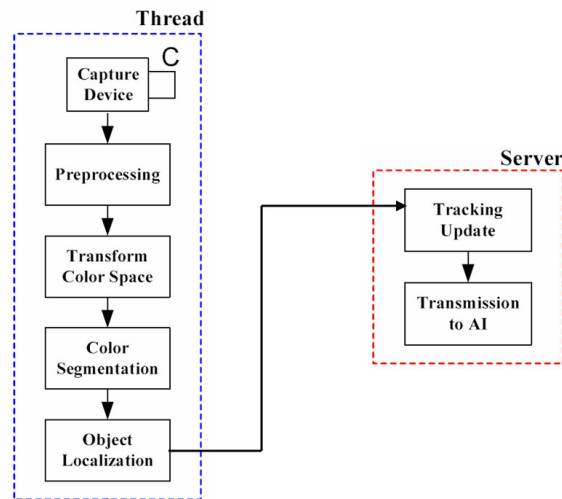 Thread
C
Capture
Device
Preprocessing
Transform
Color Space
Color
Segmentation
Object
Localization
Server
Tracking
Update
Transmission
to AI